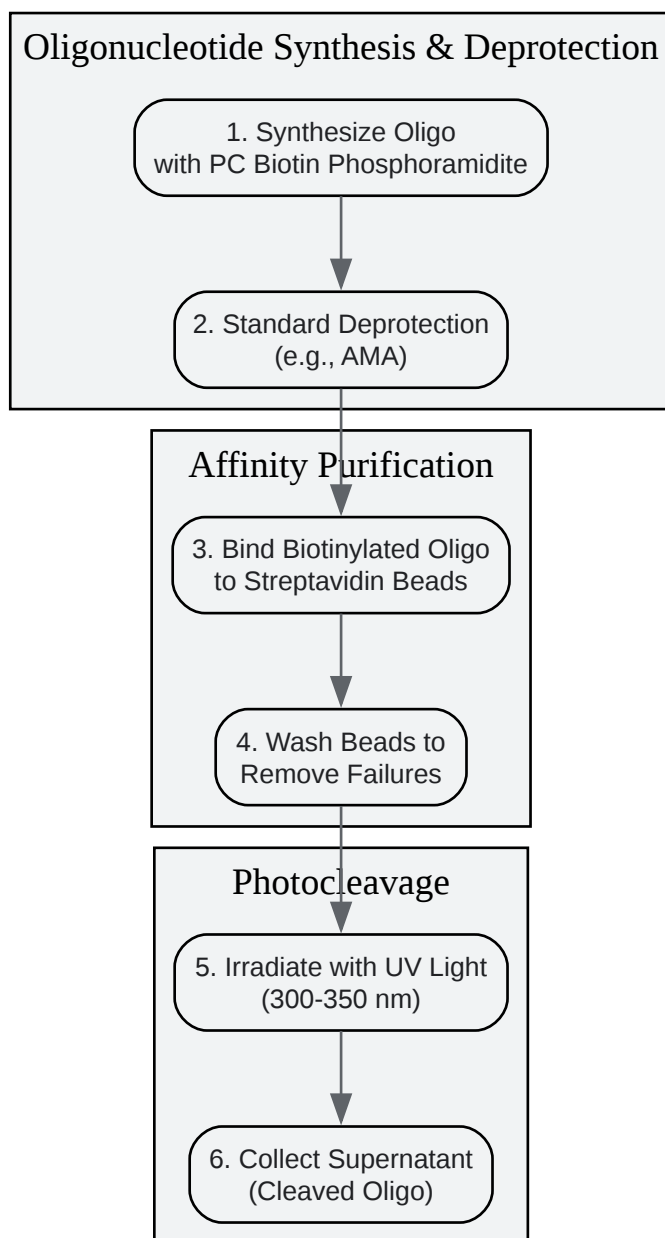 Oligonucleotide Synthesis & Deprotection
1. Synthesize Oligo
with PC Biotin Phosphoramidite
2. Standard Deprotection
(e.g., AMA)
Affinity Purification
3. Bind Biotinylated Oligo
to Streptavidin Beads
4. Wash Beads to
Remove Failures
Photocleavage
5. Irradiate with UV Light
(300-350 nm)
6. Collect Supernatant
(Cleaved Oligo)